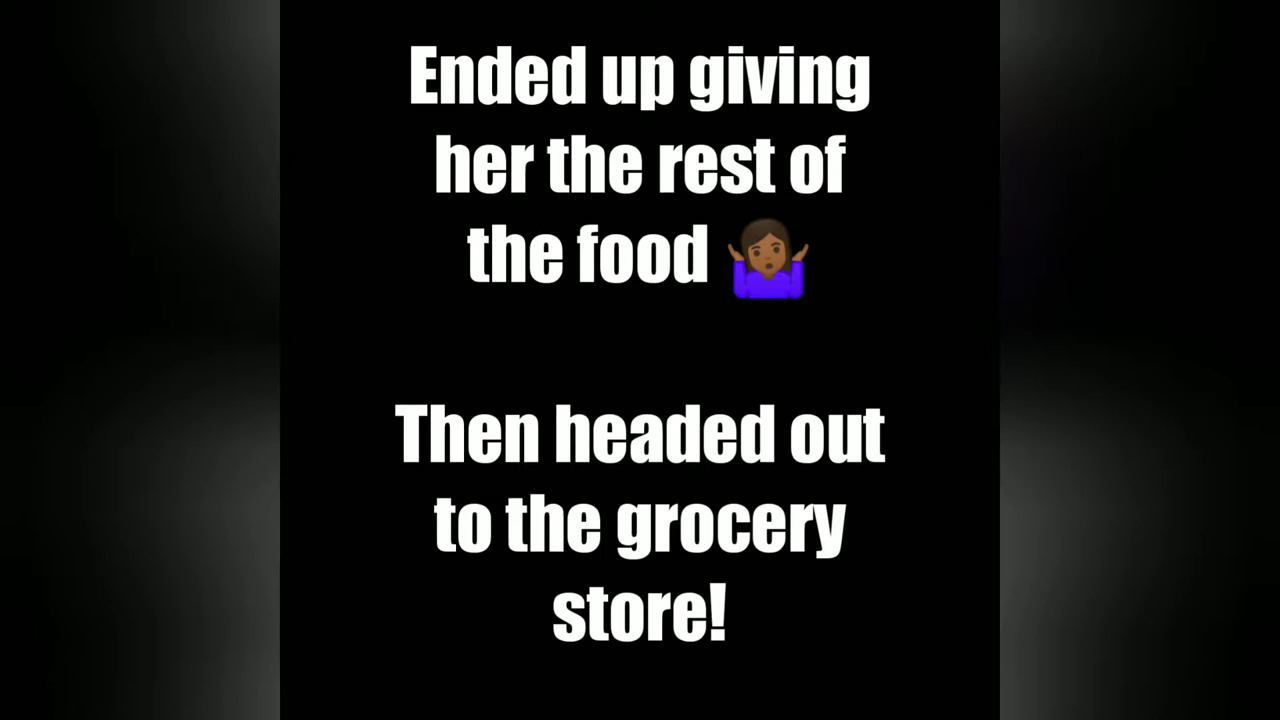 Ended up giving
her the rest of
the food 🤷🏾‍♀️
Then headed out
to the grocery
store!